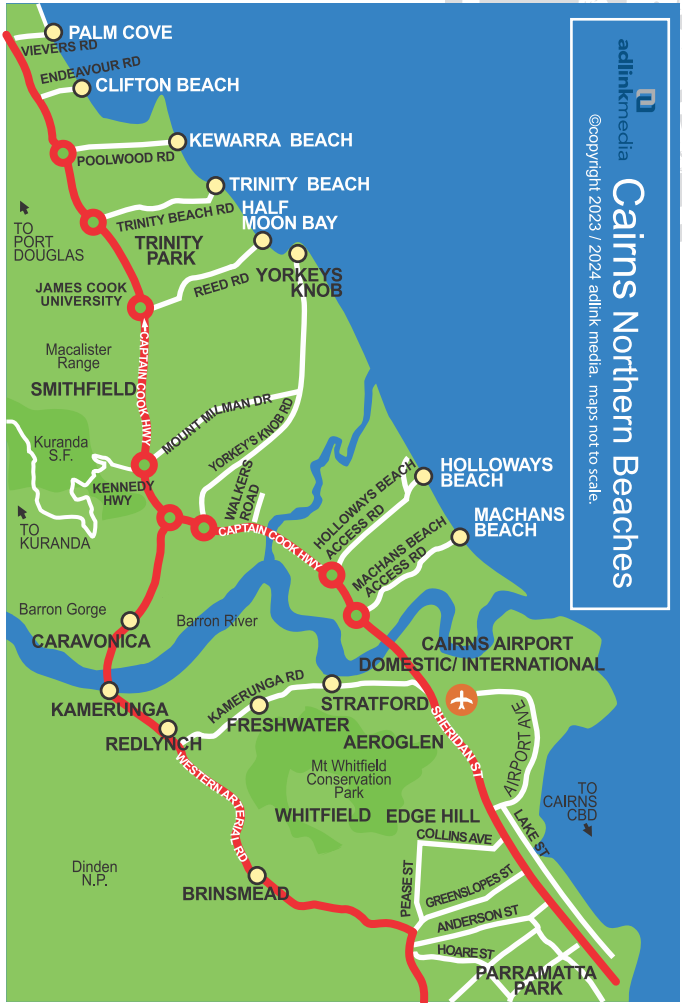 PALM COVE
VIEVERS RD
ENDEAVOUR RD
CLIFTON BEACH
KEWARRA BEACH
POOLWOOD RD
TRINITY BEACH
TRINITY BEACH RD
HALF
MOON BAY
TO
PORT
DOUGLAS
TRINITY
PARK
YORKEYS
KNOB
REED RD
JAMES COOK
UNIVERSITY
Macalister
Range
CAPTAIN COOK HWY
SMITHFIELD
MOUNT MILMAN DR
YORKEY'S KNOB RD
Kuranda
S.F.
KENNEDY
HWY
WALKERS
ROAD
TO
KURANDA
CAPTAIN COOK HWY
HOLLOWAYS
BEACH
HOLLOWAYS BEACH
ACCESS RD
MACHANS
BEACH
MACHANS BEACH
ACCESS RD
Barron Gorge
Barron River
CARAVONICA
CAIRNS AIRPORT
DOMESTIC/ INTERNATIONAL
KAMERUNGA
KAMERUNGA RD
STRATFORD
FRESHWATER
REDLYNCH
AEROGLEN
SHERIDAN ST
AIRPORT AVE
WESTERN ARTERIAL RD
Mt Whitfield
Conservation
Park
WHITFIELD
EDGE HILL
TO
CAIRNS
CBD
COLLINS AVE
LAKE ST
Dinden
N.P.
BRINSMEAD
PEASE ST
GREENSLOPES ST
ANDERSON ST
HOARE ST
PARRAMATTA
PARK
adlinkmedia
Cairns Northern Beaches
©copyright 2023 / 2024 adlink media. maps not to scale.